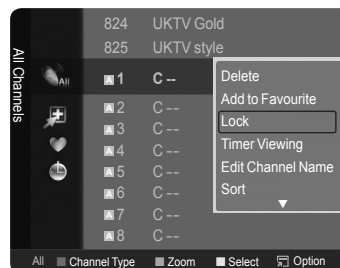 824 UKTV Gold
825 UKTV style
All Channels
All
A 1 C --
A 2 C --
A 3 C --
A 4 C --
A 5 C --
A 6 C --
A 7 C --
A 8 C --
Delete
Add to Favourite
Lock
Timer Viewing
Edit Channel Name
Sort
All Channel Type Zoom Select Option